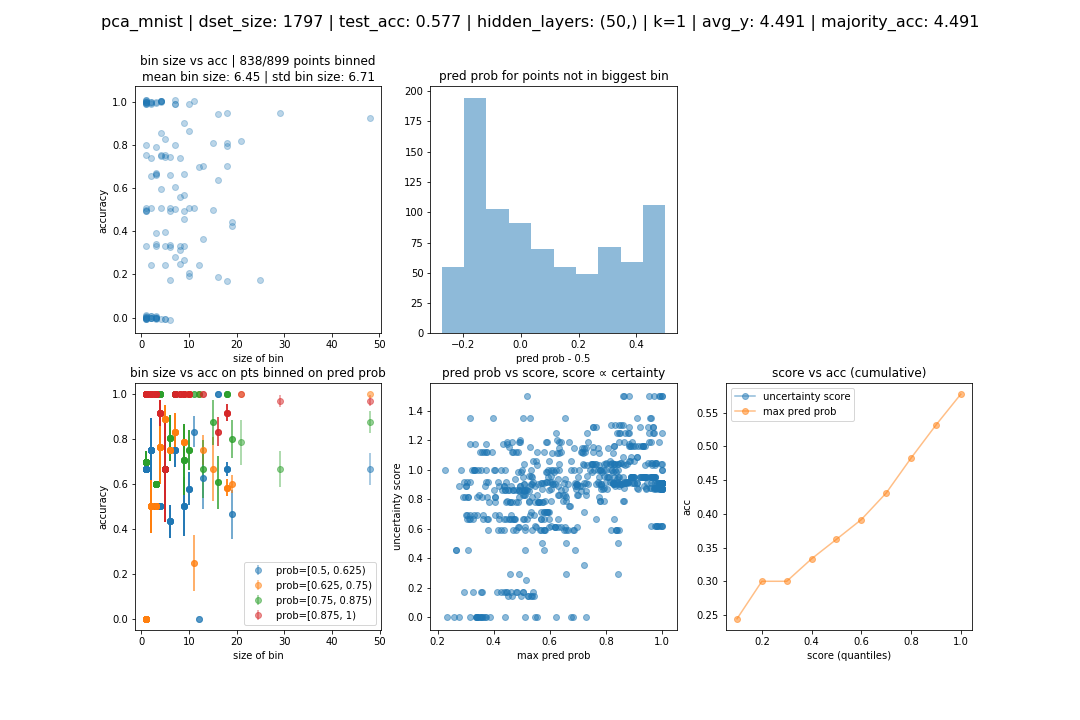 pca_mnist | dset_size: 1797 | test_acc: 0.577 | hidden_layers: (50,) | k=1 | avg_y: 4.491 | majority_acc: 4.491
bin size vs acc | 838/899 points binned
mean bin size: 6.45 | std bin size: 6.71
1.0
0.8
0.6
0.4
0.2
0.0
accuracy
0 10 20 30 40 50
size of bin
pred prob for points not in biggest bin
200
175
150
125
100
75
50
25
0
−0.2 0.0 0.2 0.4
pred prob - 0.5
bin size vs acc on pts binned on pred prob
1.0
0.8
0.6
0.4
0.2
0.0
accuracy
prob=[0.5, 0.625)
prob=[0.625, 0.75)
prob=[0.75, 0.875)
prob=[0.875, 1)
0 10 20 30 40 50
size of bin
pred prob vs score, score ∝ certainty
1.4
1.2
1.0
0.8
0.6
0.4
0.2
0.0
uncertainty score
0.2 0.4 0.6 0.8 1.0
max pred prob
score vs acc (cumulative)
uncertainty score
max pred prob
0.55
0.50
0.45
0.40
0.35
0.30
0.25
acc
0.2 0.4 0.6 0.8 1.0
score (quantiles)